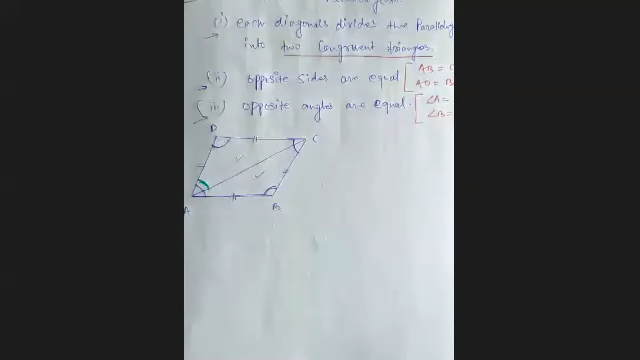 (i) each diagonals divides the Parallelog
into two Congruent triangles.
(ii) opposite sides are equal [ AB =
AD = B
(iii) opposite angles are equal. [ ∠A =
∠B =
D
C
A
B